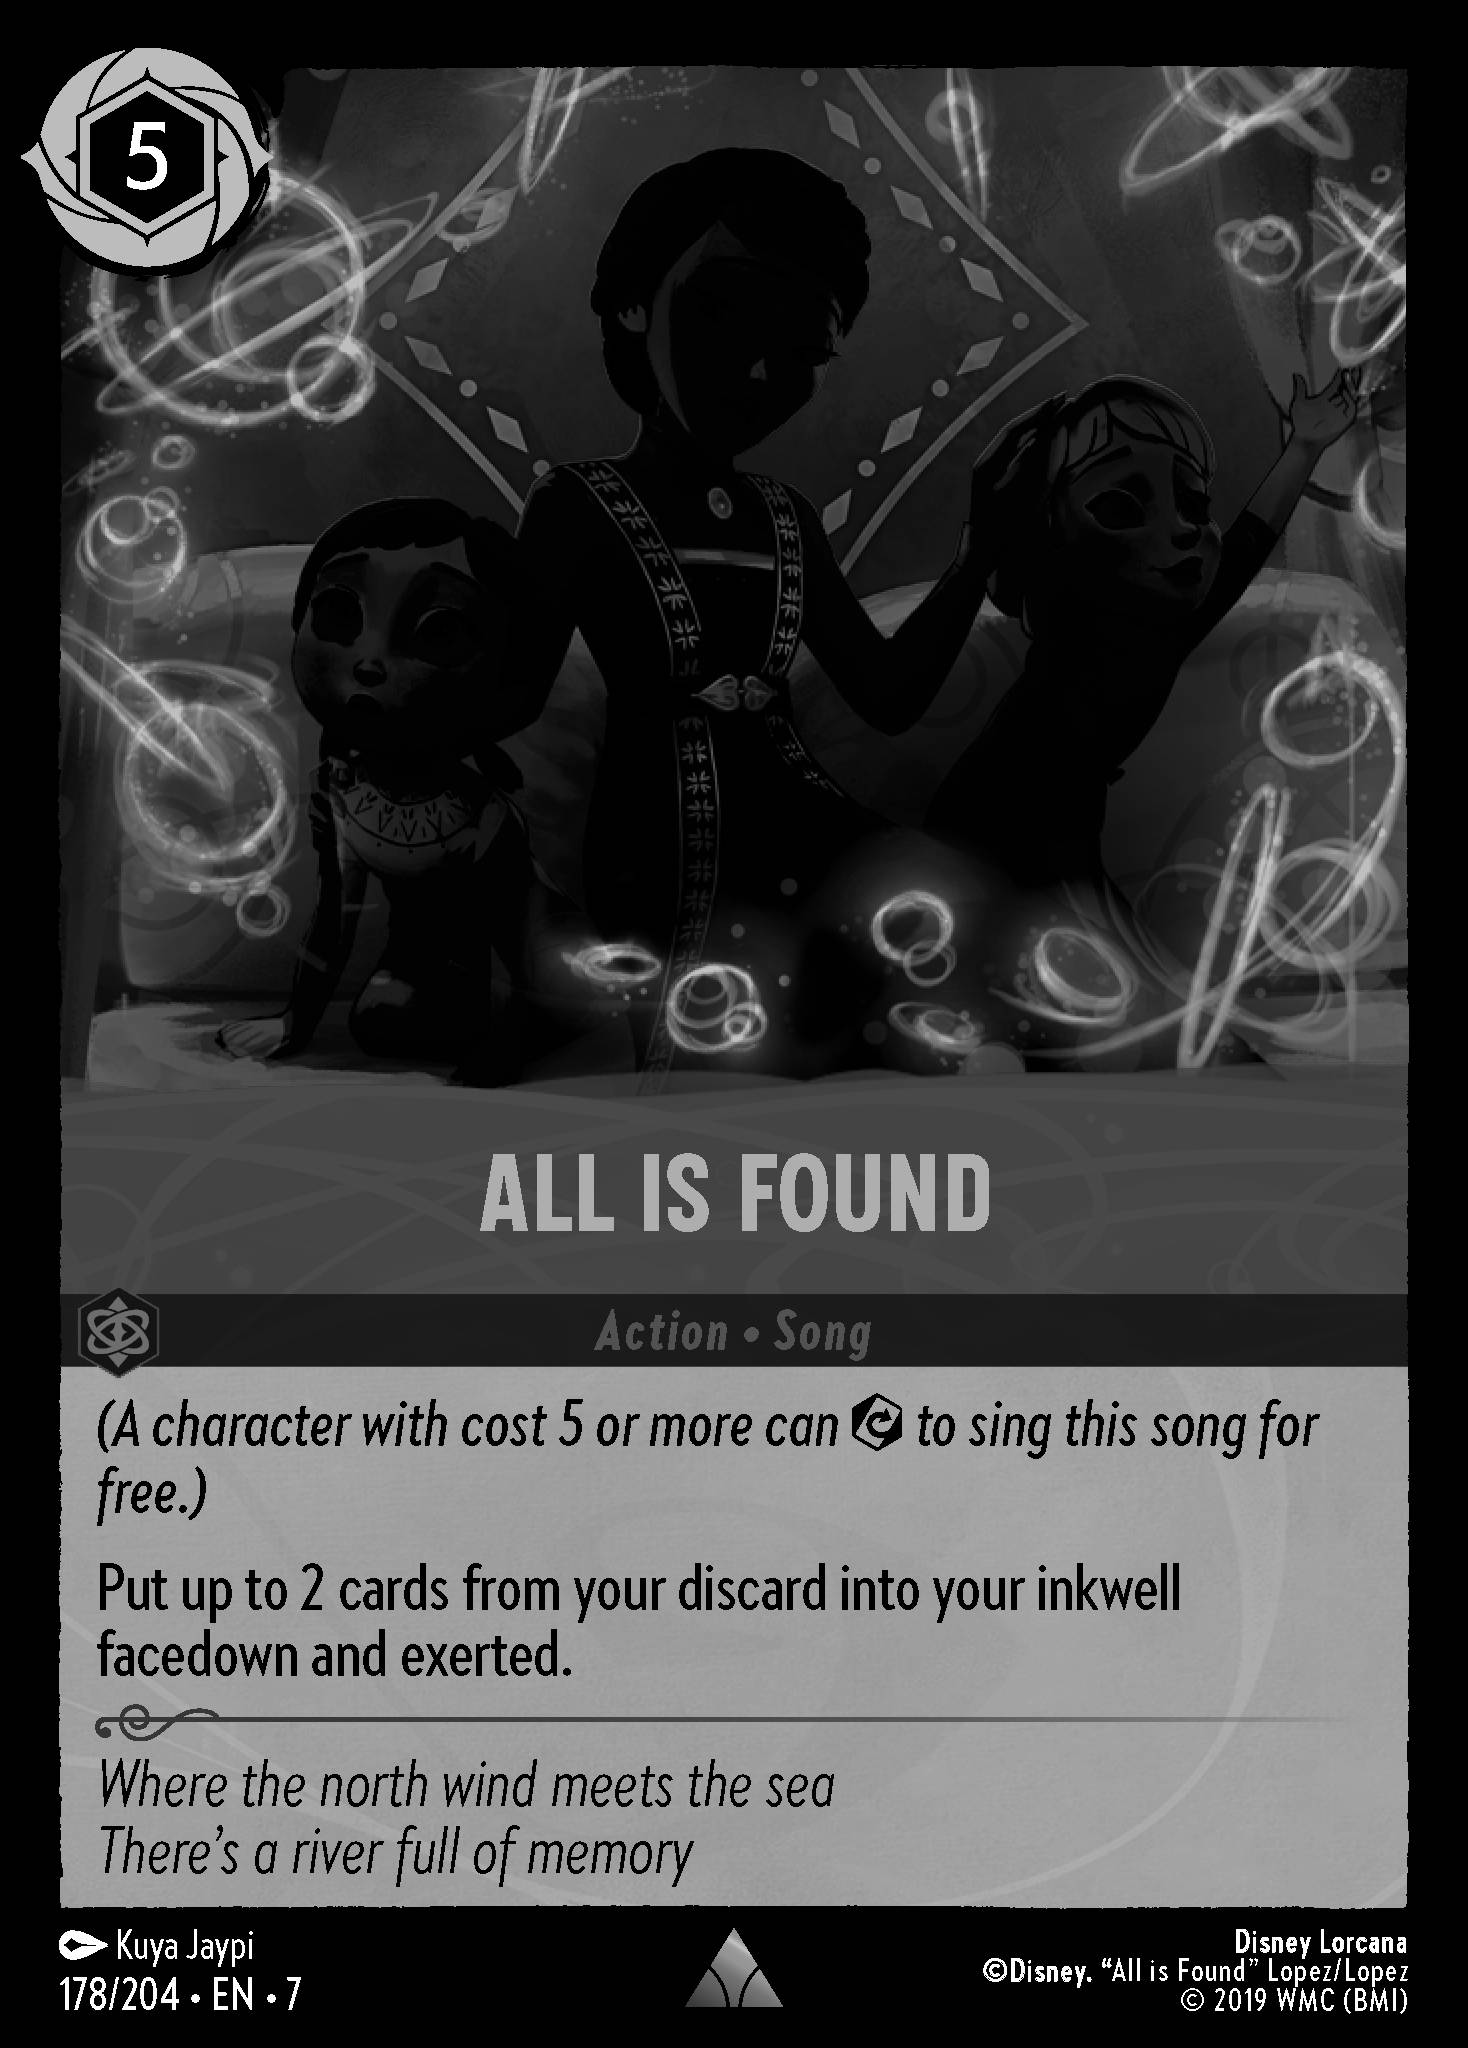 5
ALL IS FOUND
Action • Song
(A character with cost 5 or more can to sing this song for
free.)
Put up to 2 cards from your discard into your inkwell
facedown and exerted.
Where the north wind meets the sea
There’s a river full of memory
Kuya Jaypi
178/204 • EN • 7
Disney Lorcana
©Disney. “All is Found” Lopez/Lopez
© 2019 WMC (BMI)